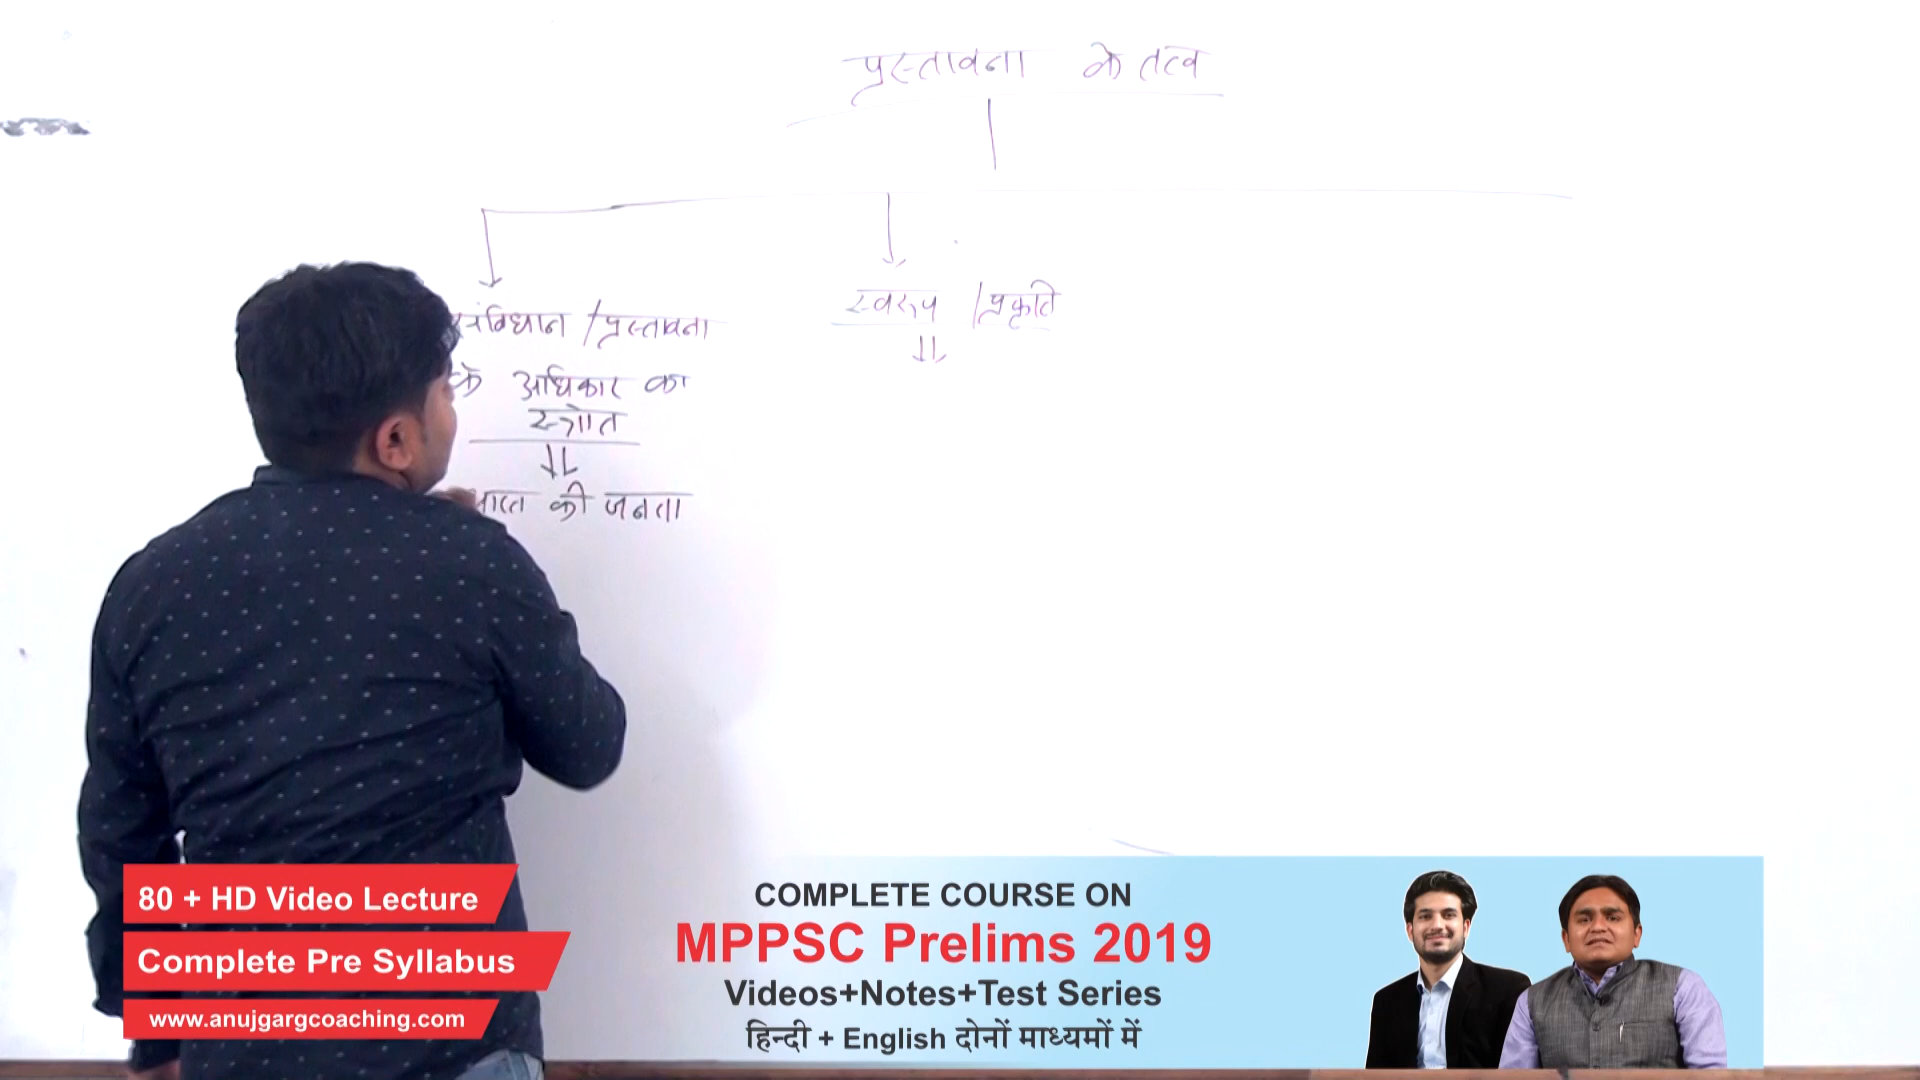 प्रस्तावना के तत्व
संविधान / प्रस्तावना
के अधिकार का
स्त्रोत
भारत की जनता
स्वरूप / प्रकृति
80 + HD Video Lecture
Complete Pre Syllabus
www.anujgargcoaching.com
COMPLETE COURSE ON
MPPSC Prelims 2019
Videos+Notes+Test Series
हिन्दी + English दोनों माध्यमों में